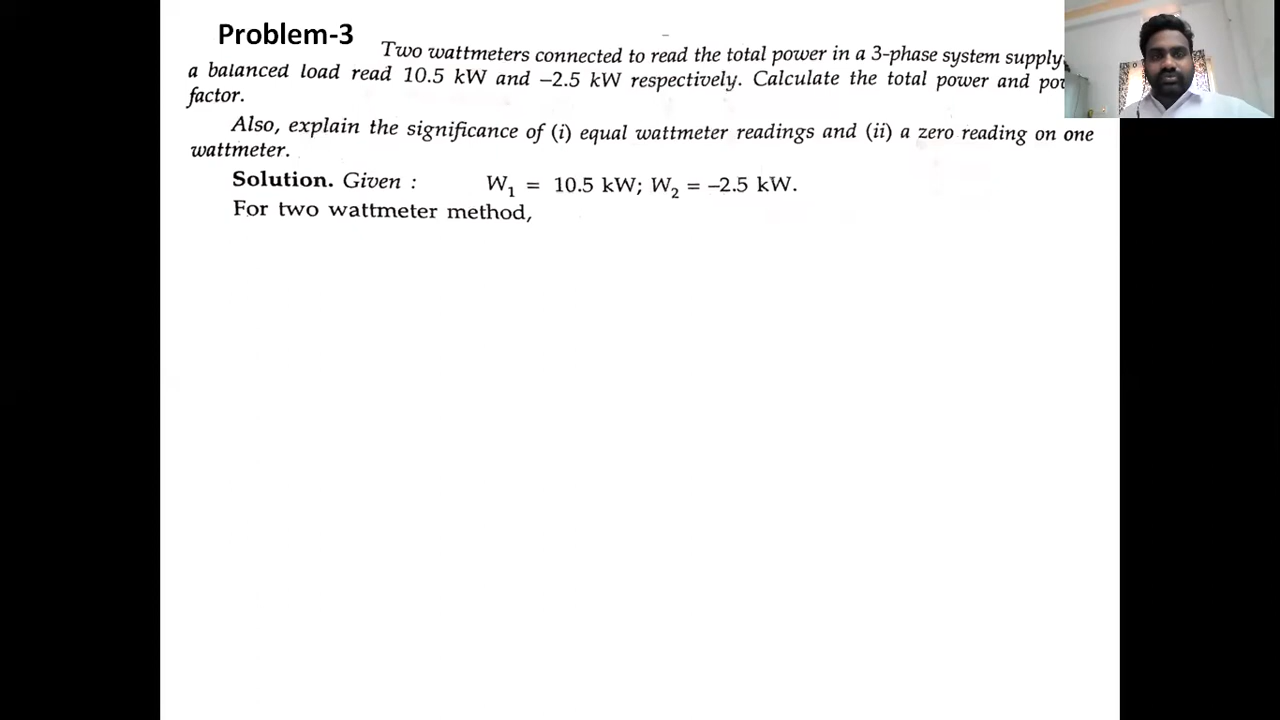 Problem-3
Two wattmeters connected to read the total power in a 3-phase system
a balanced load read 10.5 kW and –2.5 kW respectively. Calculate the total power and
factor.
Also, explain the significance of (i) equal wattmeter readings and (ii) a zero reading on one
wattmeter.
Solution. Given : W₁ = 10.5 kW; W₂ = –2.5 kW.
For two wattmeter method,